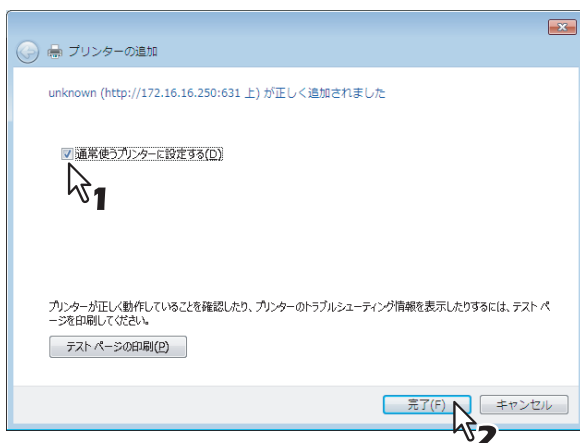 プリンターの追加
unknown (http://172.16.16.250:631 上) が正しく追加されました
通常使うプリンターに設定する(D)
1
プリンターが正しく動作していることを確認したり、プリンターのトラブルシューティング情報を表示したりするには、テスト ペ
ージを印刷してください。
テスト ページの印刷(P)
完了(F) キャンセル
2